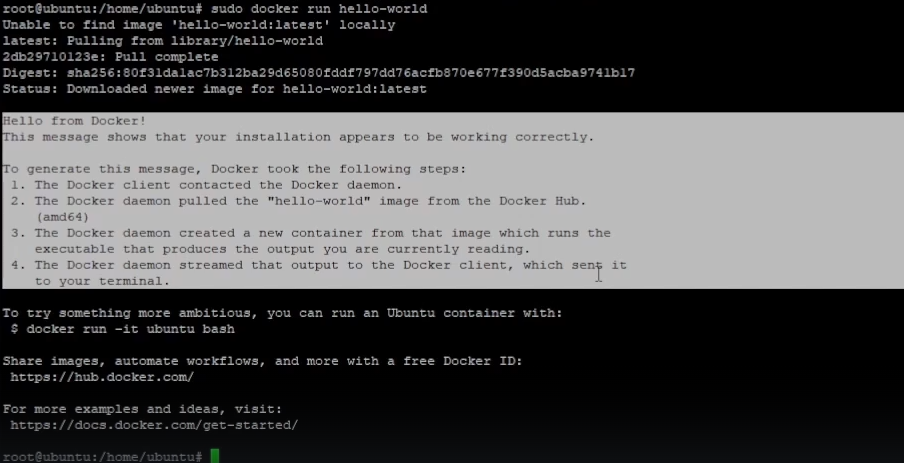 root@ubuntu:/home/ubuntu# sudo docker run hello-world
Unable to find image 'hello-world:latest' locally
latest: Pulling from library/hello-world
2db29710123e: Pull complete
Digest: sha256:80f31da1ac7b312ba29d65080fddf797dd76acfb870e677f390d5acba9741b17
Status: Downloaded newer image for hello-world:latest
Hello from Docker!
This message shows that your installation appears to be working correctly.
To generate this message, Docker took the following steps:
1. The Docker client contacted the Docker daemon.
2. The Docker daemon pulled the "hello-world" image from the Docker Hub.
(amd64)
3. The Docker daemon created a new container from that image which runs the
executable that produces the output you are currently reading.
4. The Docker daemon streamed that output to the Docker client, which sent it
to your terminal.
To try something more ambitious, you can run an Ubuntu container with:
$ docker run -it ubuntu bash
Share images, automate workflows, and more with a free Docker ID:
https://hub.docker.com/
For more examples and ideas, visit:
https://docs.docker.com/get-started/
root@ubuntu:/home/ubuntu#